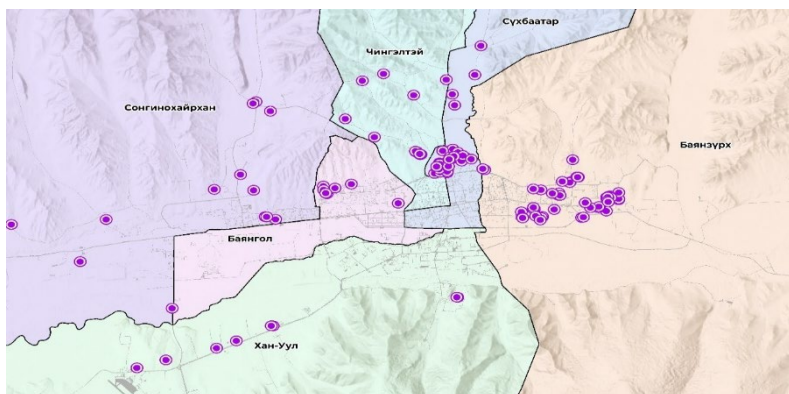 Сүхбаатар
Чингэлтэй
Сонгинохайрхан
Баянзүрх
Баянгол
Хан-Уул